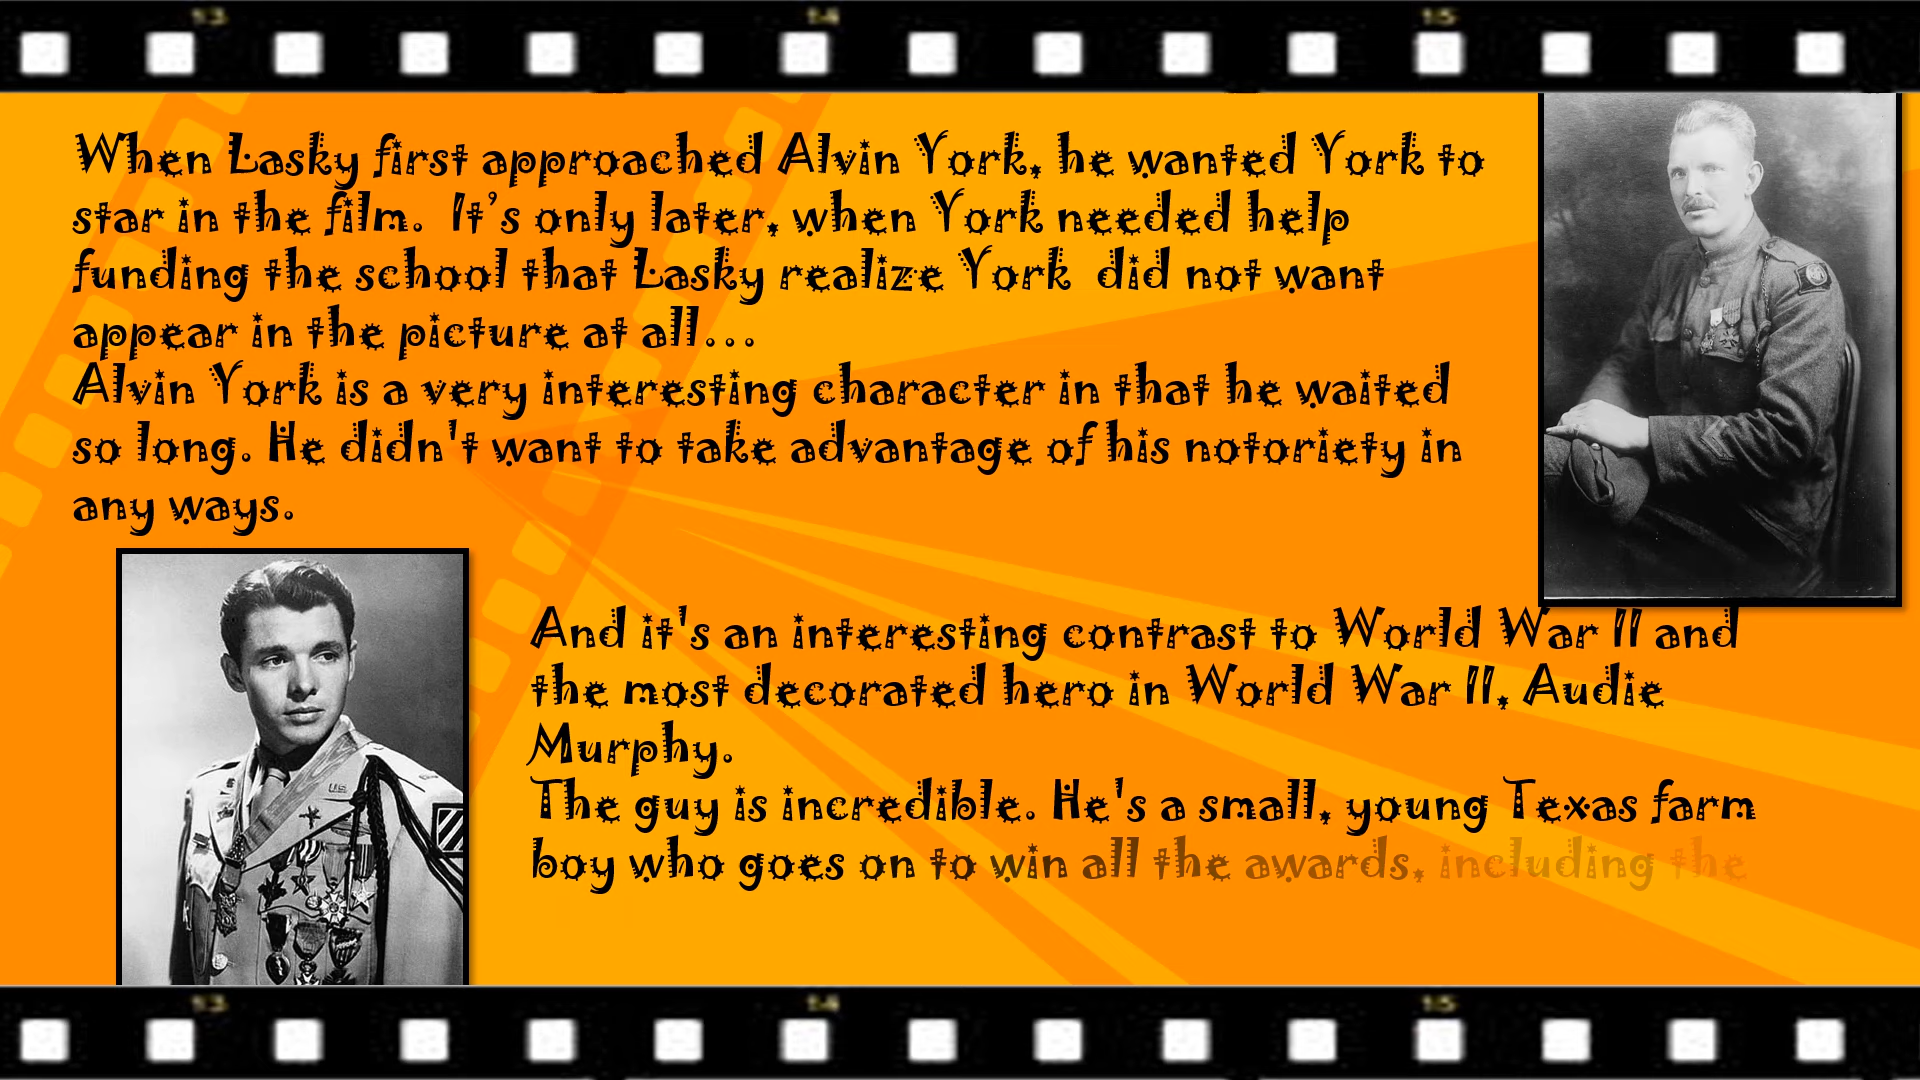 When Lasky first approached Alvin York, he wanted York to
star in the film.  It's only later, when York needed help
funding the school that Lasky realize York  did not want
appear in the picture at all...
Alvin York is a very interesting character in that he waited
so long. He didn't want to take advantage of his notoriety in
any ways.
And it's an interesting contrast to World War II and
the most decorated hero in World War II, Audie
Murphy.
The guy is incredible. He's a small, young Texas farm
boy who goes on to win all the awards, including the